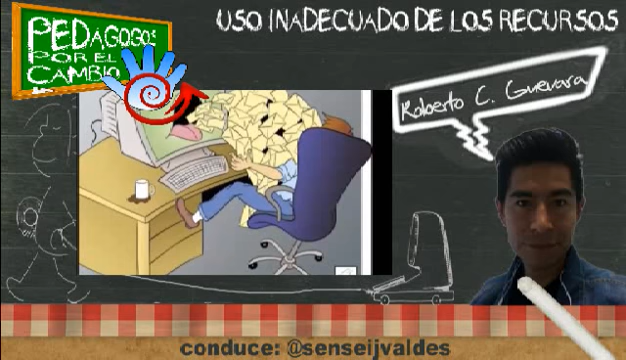 PEDAGOGOS
POR EL
CAMBIO
USO INADECUADO DE LOS RECURSOS
Roberto C. Guevara
conduce: @senseijvaldes